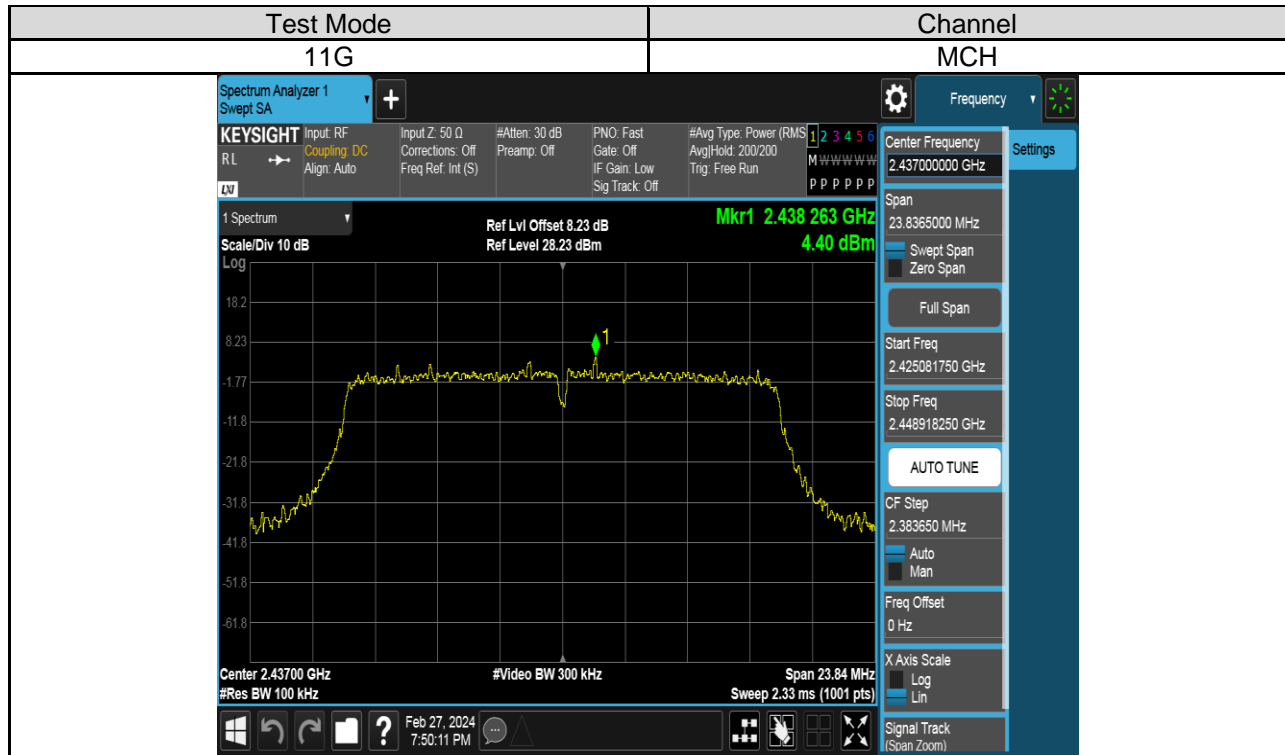 Test Mode Channel
11G MCH
Spectrum Analyzer 1
Swept SA
+
Frequency
KEYSIGHT Input: RF Input Z: 50 Ω #Atten: 30 dB PNO: Fast #Avg Type: Power (RMS 1 2 3 4 5 6
RL Coupling: DC Corrections: Off Preamp: Off Gate: Off Avg|Hold: 200/200 M W W W W W
Align: Auto Freq Ref: Int (S) IF Gain: Low Trig: Free Run
LXI Sig Track: Off P P P P P P
1 Spectrum
Ref Lvl Offset 8.23 dB Mkr1 2.438 263 GHz
Scale/Div 10 dB Ref Level 28.23 dBm 4.40 dBm
Log
18.2
8.23
1
-1.77
-11.8
-21.8
-31.8
-41.8
-51.8
-61.8
Center 2.43700 GHz #Video BW 300 kHz Span 23.84 MHz
#Res BW 100 kHz Sweep 2.33 ms (1001 pts)
?
Feb 27, 2024
7:50:11 PM
Center Frequency
2.437000000 GHz
Settings
Span
23.8365000 MHz
Swept Span
Zero Span
Full Span
Start Freq
2.425081750 GHz
Stop Freq
2.448918250 GHz
AUTO TUNE
CF Step
2.383650 MHz
Auto
Man
Freq Offset
0 Hz
X Axis Scale
Log
Lin
Signal Track
(Span Zoom)